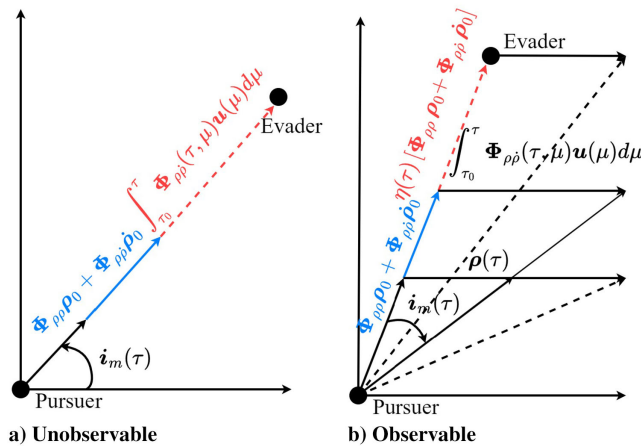 Evader
∫_{τ₀}^{τ} Φ_{ρρ̇}(τ, μ)u(μ)dμ
Φ_{ρρ}ρ₀ + Φ_{ρρ̇}ρ̇₀
i_m(τ)
Pursuer
a) Unobservable
Evader
η(τ)[Φ_{ρρ}ρ₀ + Φ_{ρρ̇}ρ̇₀]
∫_{τ₀}^{τ} Φ_{ρρ̇}(τ, μ)u(μ)dμ
Φ_{ρρ}ρ₀ + Φ_{ρρ̇}ρ̇₀
ρ(τ)
i_m(τ)
Pursuer
b) Observable